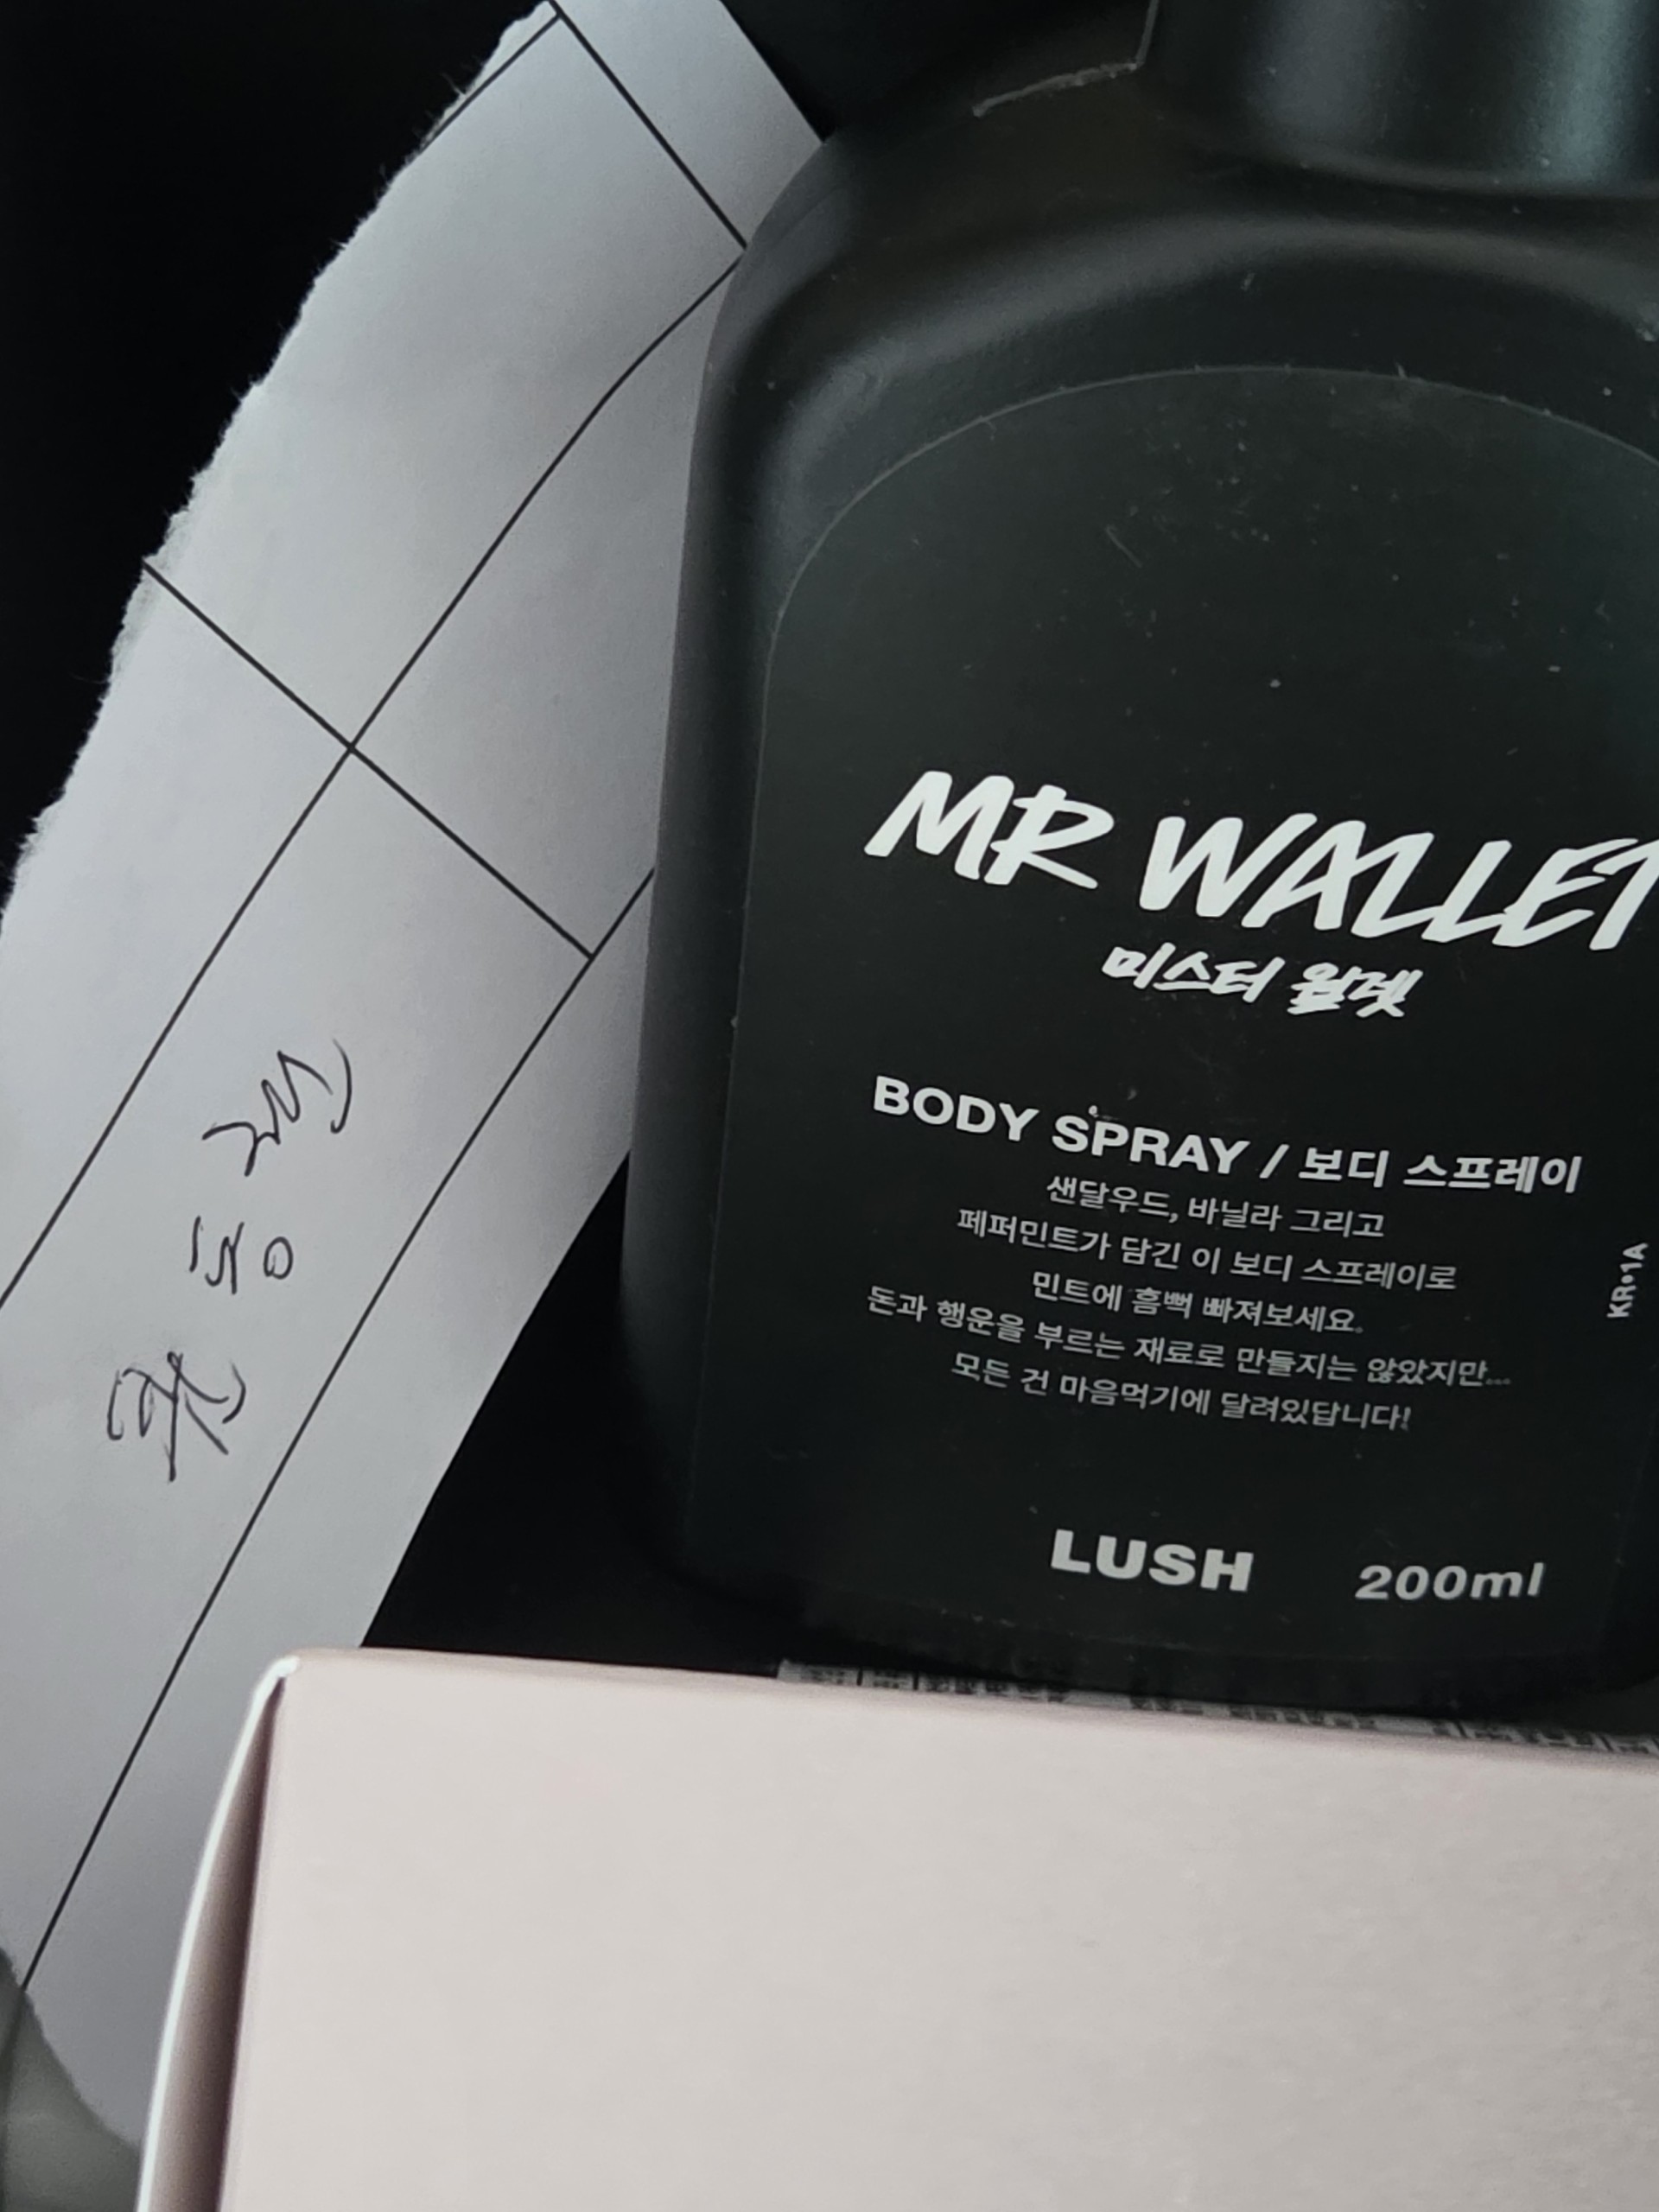 MR WALLET
미스터 월렛
BODY SPRAY / 보디 스프레이
샌달우드, 바닐라 그리고
페퍼민트가 담긴 이 보디 스프레이로
민트에 흠뻑 빠져보세요.
돈과 행운을 부르는 재료로 만들지는 않았지만...
모든 건 마음먹기에 달려있답니다!
KR•1A
LUSH 200ml